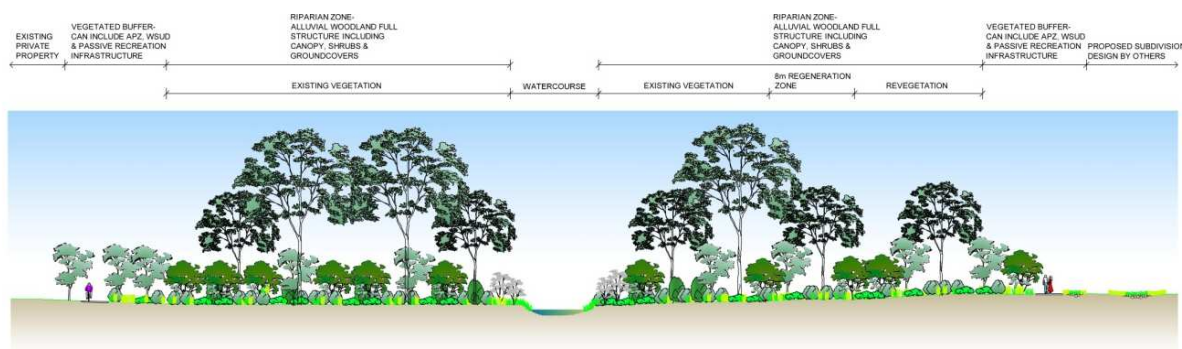 EXISTING
PRIVATE
PROPERTY
VEGETATED BUFFER-
CAN INCLUDE APZ, WSUD
& PASSIVE RECREATION
INFRASTRUCTURE
RIPARIAN ZONE-
ALLUVIAL WOODLAND FULL
STRUCTURE INCLUDING
CANOPY, SHRUBS &
GROUNDCOVERS
RIPARIAN ZONE-
ALLUVIAL WOODLAND FULL
STRUCTURE INCLUDING
CANOPY, SHRUBS &
GROUNDCOVERS
VEGETATED BUFFER-
CAN INCLUDE APZ, WSUD
& PASSIVE RECREATION
INFRASTRUCTURE
PROPOSED SUBDIVISION
DESIGN BY OTHERS
EXISTING VEGETATION
WATERCOURSE
EXISTING VEGETATION
8m REGENERATION
ZONE
REVEGETATION